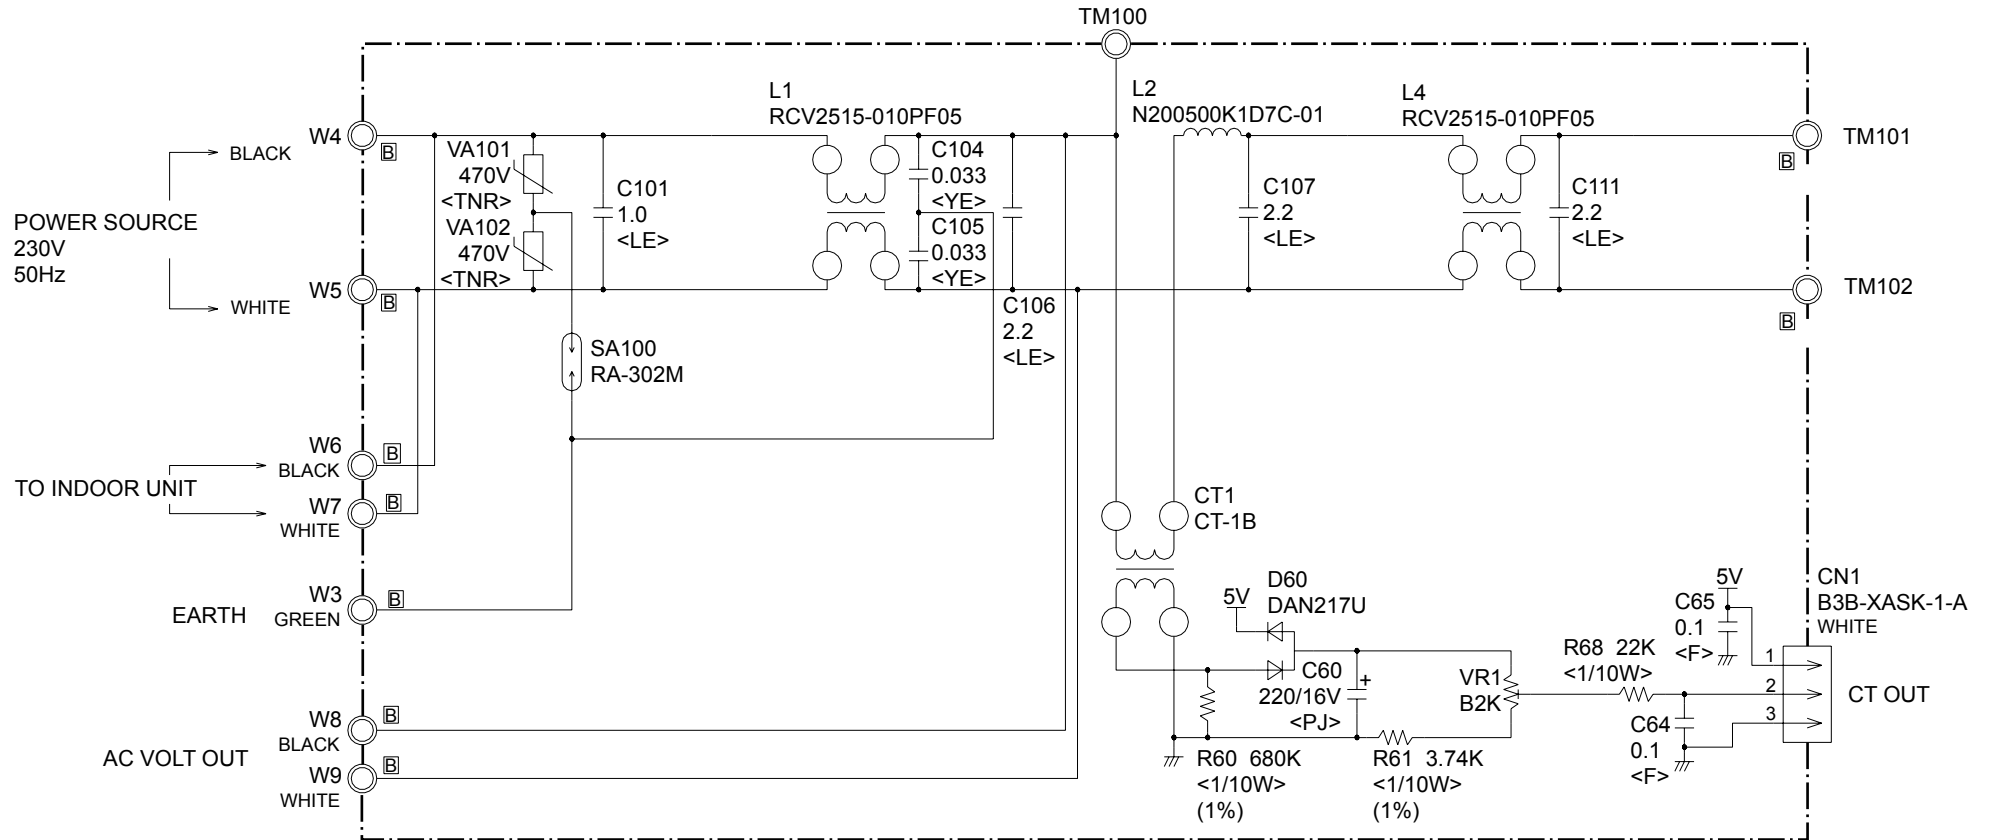 TM100
L1
RCV2515-010PF05
L2
N200500K1D7C-01
L4
RCV2515-010PF05
W4
B
BLACK
VA101
470V
<TNR>
VA102
470V
<TNR>
C101
1.0
<LE>
C104
0.033
<YE>
C105
0.033
<YE>
C106
2.2
<LE>
C107
2.2
<LE>
C111
2.2
<LE>
TM101
B
POWER SOURCE
230V
50Hz
W5
B
WHITE
TM102
B
SA100
RA-302M
W6
B
BLACK
TO INDOOR UNIT
W7
B
WHITE
CT1
CT-1B
W3
B
EARTH
GREEN
5V
D60
DAN217U
C60
220/16V
+
<PJ>
R60 680K
<1/10W>
(1%)
R61 3.74K
<1/10W>
(1%)
VR1
B2K
R68 22K
<1/10W>
5V
C65
0.1
<F>
C64
0.1
<F>
CN1
B3B-XASK-1-A
WHITE
1
2
3
CT OUT
W8
B
BLACK
AC VOLT OUT
W9
B
WHITE